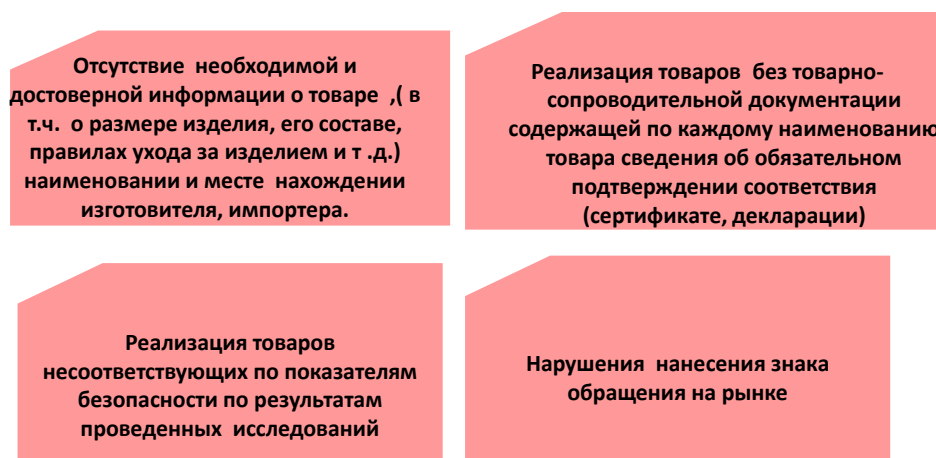 Отсутствие необходимой и
достоверной информации о товаре ,( в
т.ч. о размере изделия, его составе,
правилах ухода за изделием и т .д.)
наименовании и месте нахождении
изготовителя, импортера.
Реализация товаров без товарно-
сопроводительной документации
содержащей по каждому наименованию
товара сведения об обязательном
подтверждении соответствия
(сертификате, декларации)
Реализация товаров
несоответствующих по показателям
безопасности по результатам
проведенных исследований
Нарушения нанесения знака
обращения на рынке